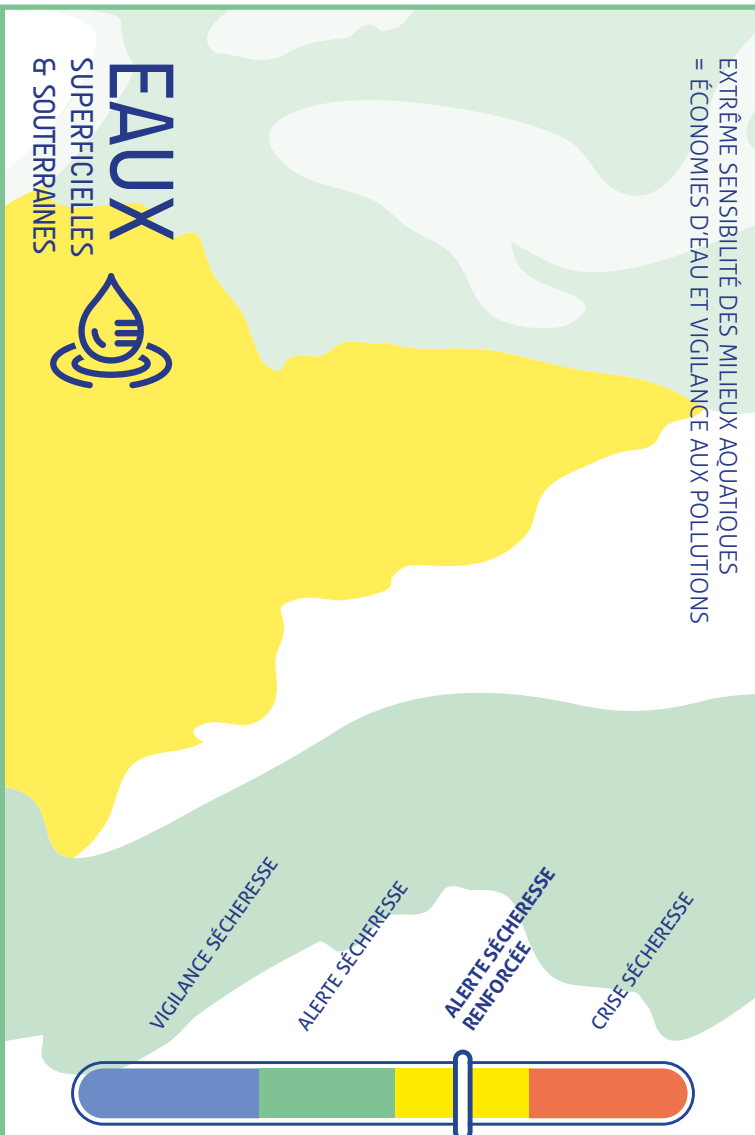 EXTRÊME SENSIBILITÉ DES MILIEUX AQUATIQUES
= ÉCONOMIES D'EAU ET VIGILANCE AUX POLLUTIONS
EAUX
SUPERFICIELLES
& SOUTERRAINES
VIGILANCE SÉCHERESSE
ALERTE SÉCHERESSE
ALERTE SÉCHERESSE
RENFORCÉE
CRISE SÉCHERESSE